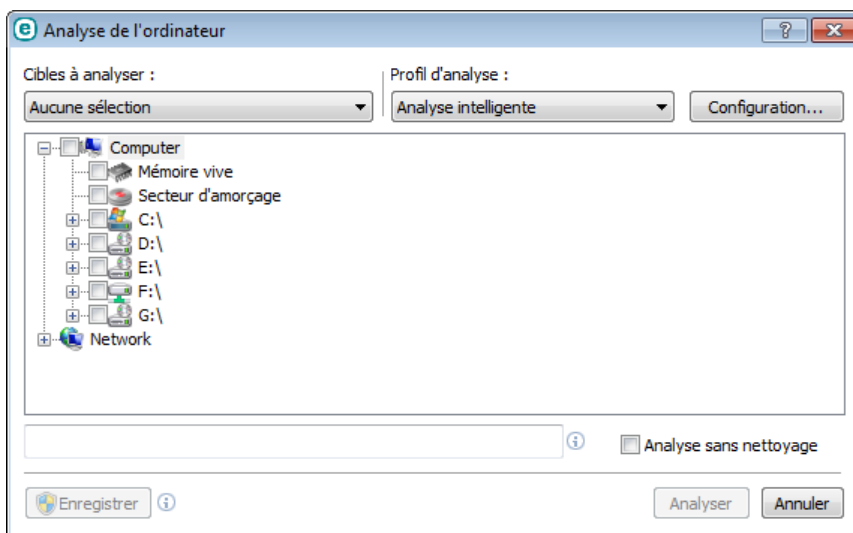 Analyse de l'ordinateur
Cibles à analyser :
Profil d'analyse :
Aucune sélection
Analyse intelligente
Configuration...
Computer
Mémoire vive
Secteur d'amorçage
C:\
D:\
E:\
F:\
G:\
Network
Analyse sans nettoyage
Enregistrer
Analyser
Annuler